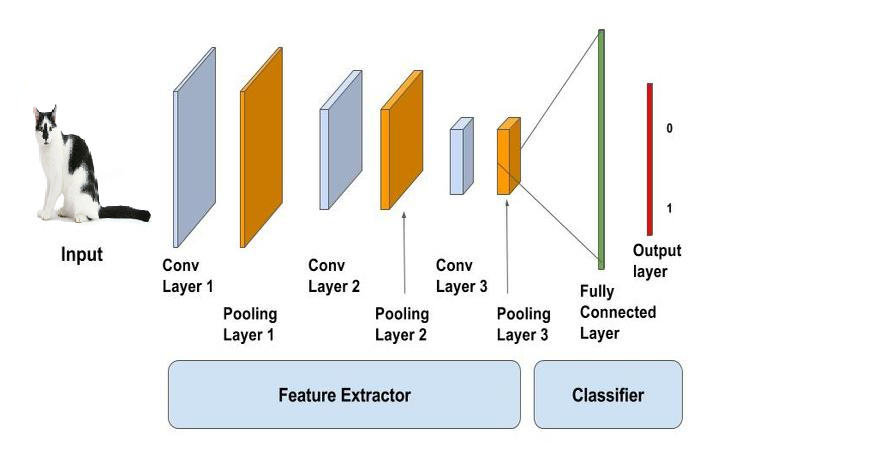 Input
Conv
Layer 1
Pooling
Layer 1
Conv
Layer 2
Pooling
Layer 2
Conv
Layer 3
Pooling
Layer 3
Fully
Connected
Layer
0
1
Output
layer
Feature Extractor
Classifier